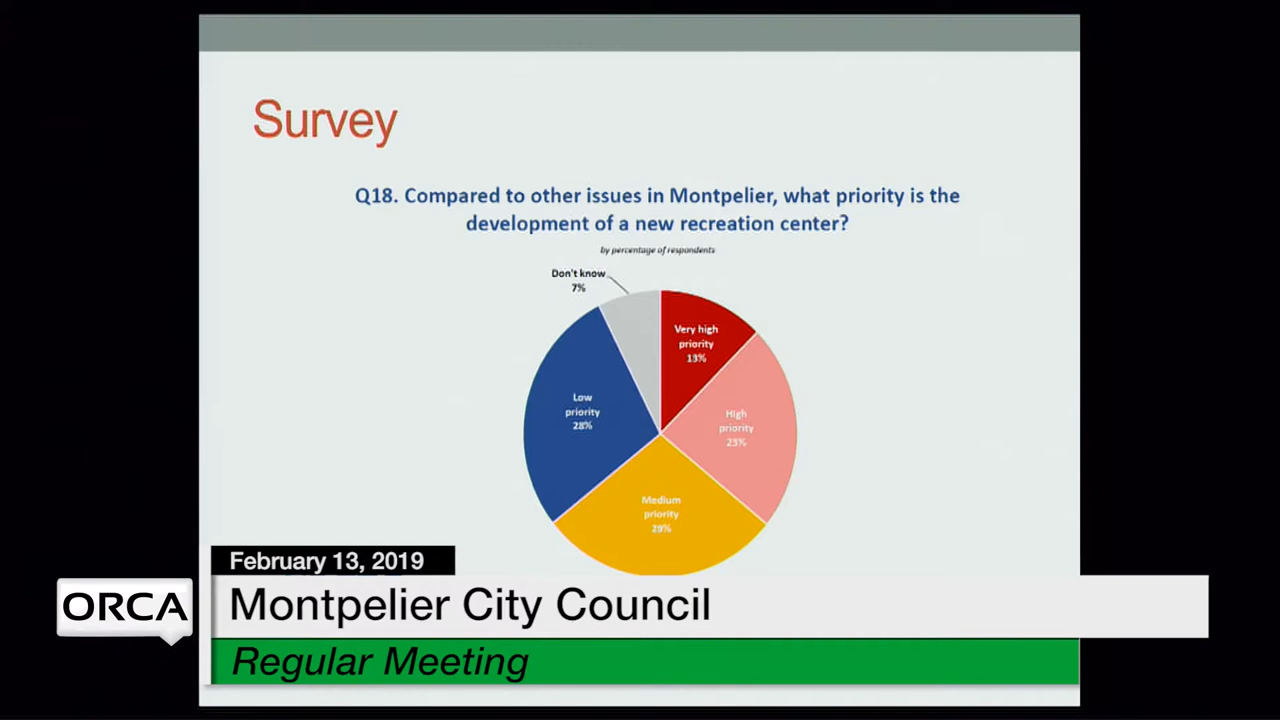 Survey
Q18. Compared to other issues in Montpelier, what priority is the
development of a new recreation center?
by percentage of respondents
Don't know
7%
Very high
priority
13%
High
priority
23%
Low
priority
28%
Medium
priority
29%
February 13, 2019
ORCA
Montpelier City Council
Regular Meeting